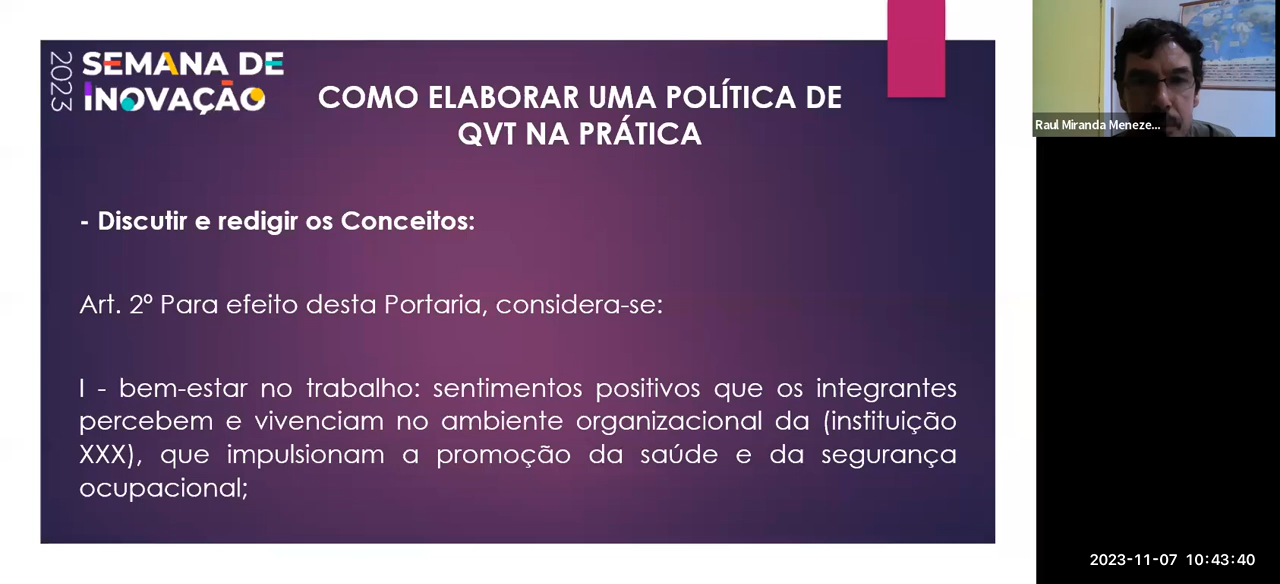 2023
SEMANA DE
INOVAÇÃO
COMO ELABORAR UMA POLÍTICA DE
QVT NA PRÁTICA
- Discutir e redigir os Conceitos:
Art. 2º Para efeito desta Portaria, considera-se:
I - bem-estar no trabalho: sentimentos positivos que os integrantes
percebem e vivenciam no ambiente organizacional da (instituição
XXX), que impulsionam a promoção da saúde e da segurança
ocupacional;
Raul Miranda Meneze...
2023-11-07 10:43:40